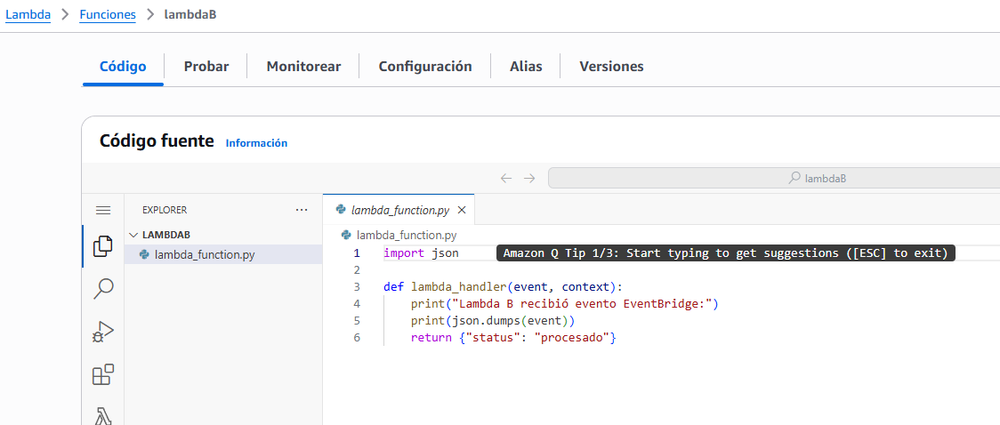 Lambda > Funciones > lambdaB
Código Probar Monitorear Configuración Alias Versiones
Código fuente Información
lambdaB
EXPLORER ...
lambda_function.py
LAMBDAB
lambda_function.py
lambda_function.py
1 import json Amazon Q Tip 1/3: Start typing to get suggestions ([ESC] to exit)
2
3 def lambda_handler(event, context):
4 print("Lambda B recibió evento EventBridge:")
5 print(json.dumps(event))
6 return {"status": "procesado"}